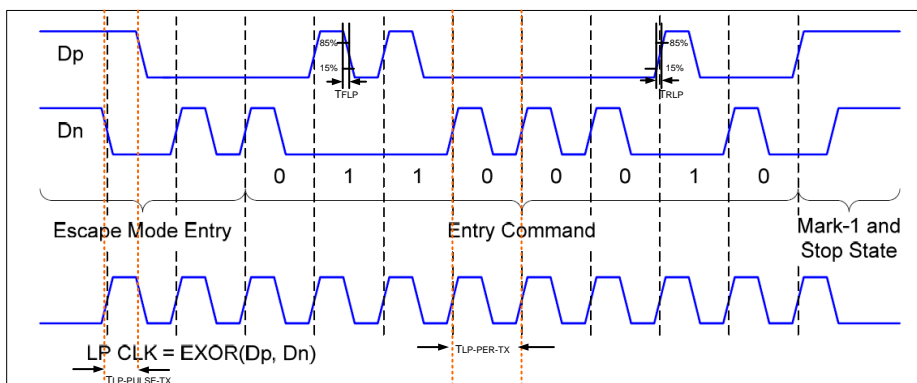 Dp
85%
15%
TFLP
85%
15%
TRLP
Dn
0 1 1 0 0 0 1 0
Escape Mode Entry
Entry Command
Mark-1 and
Stop State
LP CLK = EXOR(Dp, Dn)
TLP-PULSE-TX
TLP-PER-TX